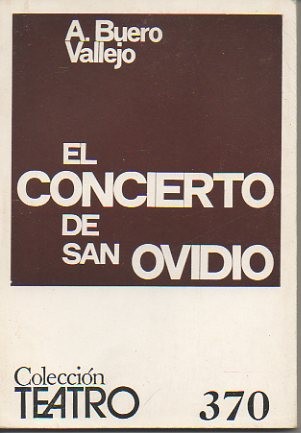 A. Buero
Vallejo
EL
CONCIERTO
DE
SAN OVIDIO
Colección
TEATRO 370